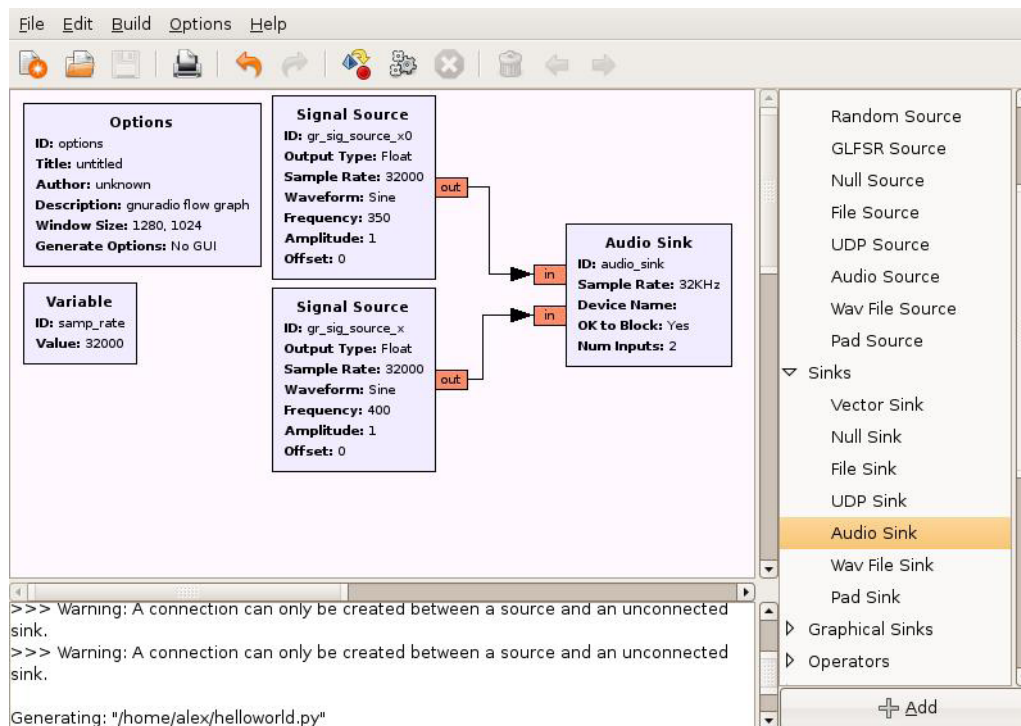 File Edit Build Options Help
Options
ID: options
Title: untitled
Author: unknown
Description: gnuradio flow graph
Window Size: 1280, 1024
Generate Options: No GUI
Variable
ID: samp_rate
Value: 32000
Signal Source
ID: gr_sig_source_x0
Output Type: Float
Sample Rate: 32000
Waveform: Sine
Frequency: 350
Amplitude: 1
Offset: 0
out
Signal Source
ID: gr_sig_source_x
Output Type: Float
Sample Rate: 32000
Waveform: Sine
Frequency: 400
Amplitude: 1
Offset: 0
out
in
in
Audio Sink
ID: audio_sink
Sample Rate: 32KHz
Device Name:
OK to Block: Yes
Num Inputs: 2
Random Source
GLFSR Source
Null Source
File Source
UDP Source
Audio Source
Wav File Source
Pad Source
Sinks
Vector Sink
Null Sink
File Sink
UDP Sink
Audio Sink
Wav File Sink
Pad Sink
Graphical Sinks
Operators
Add
>>> Warning: A connection can only be created between a source and an unconnected
sink.
>>> Warning: A connection can only be created between a source and an unconnected
sink.
Generating: "/home/alex/helloworld.py"